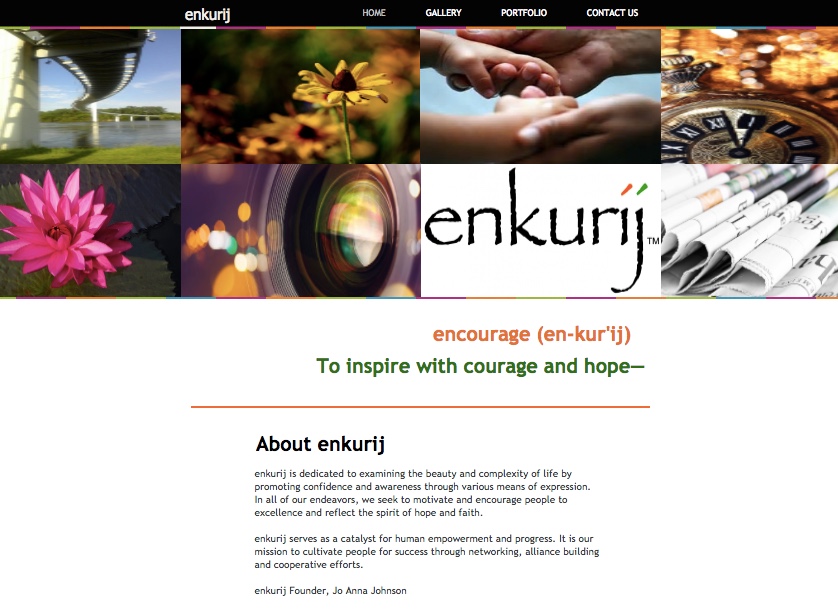 enkurij
HOME GALLERY PORTFOLIO CONTACT US
XII
enkurij™
encourage (en-kur'ij)
To inspire with courage and hope—
About enkurij
enkurij is dedicated to examining the beauty and complexity of life by
promoting confidence and awareness through various means of expression.
In all of our endeavors, we seek to motivate and encourage people to
excellence and reflect the spirit of hope and faith.
enkurij serves as a catalyst for human empowerment and progress. It is our
mission to cultivate people for success through networking, alliance building
and cooperative efforts.
enkurij Founder, Jo Anna Johnson